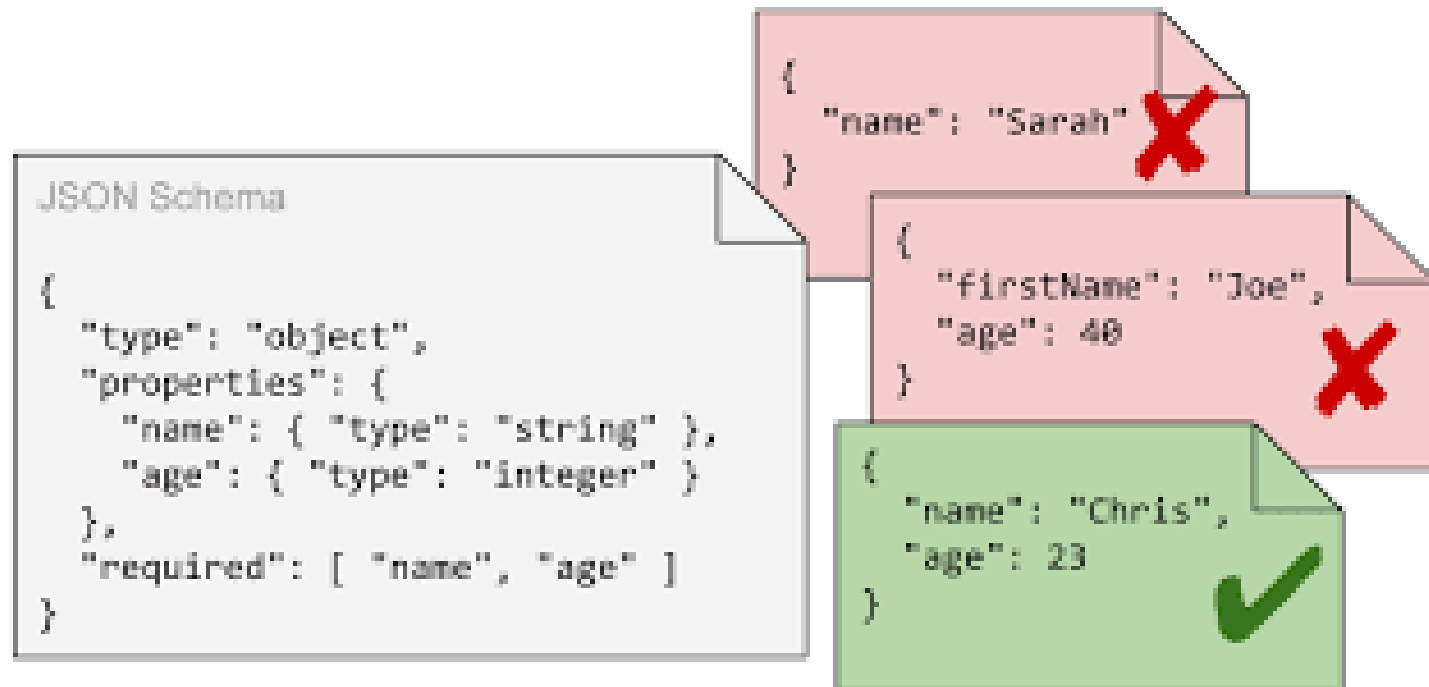 JSON Schema
{
"type": "object",
"properties": {
"name": { "type": "string" },
"age": { "type": "integer" }
},
"required": [ "name", "age" ]
}
{
"name": "Sarah"
}
{
"firstName": "Joe",
"age": 40
}
{
"name": "Chris",
"age": 23
}